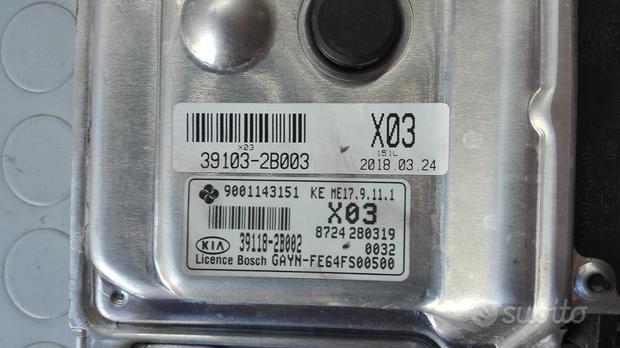 X03
39103-2B003
X03
151L
2018.03.24
9001143151 KE ME17.9.11.1
X03
8724280319
KIA 39118-2B002 0032
Licence Bosch GAYN-FE64FS00500
subito